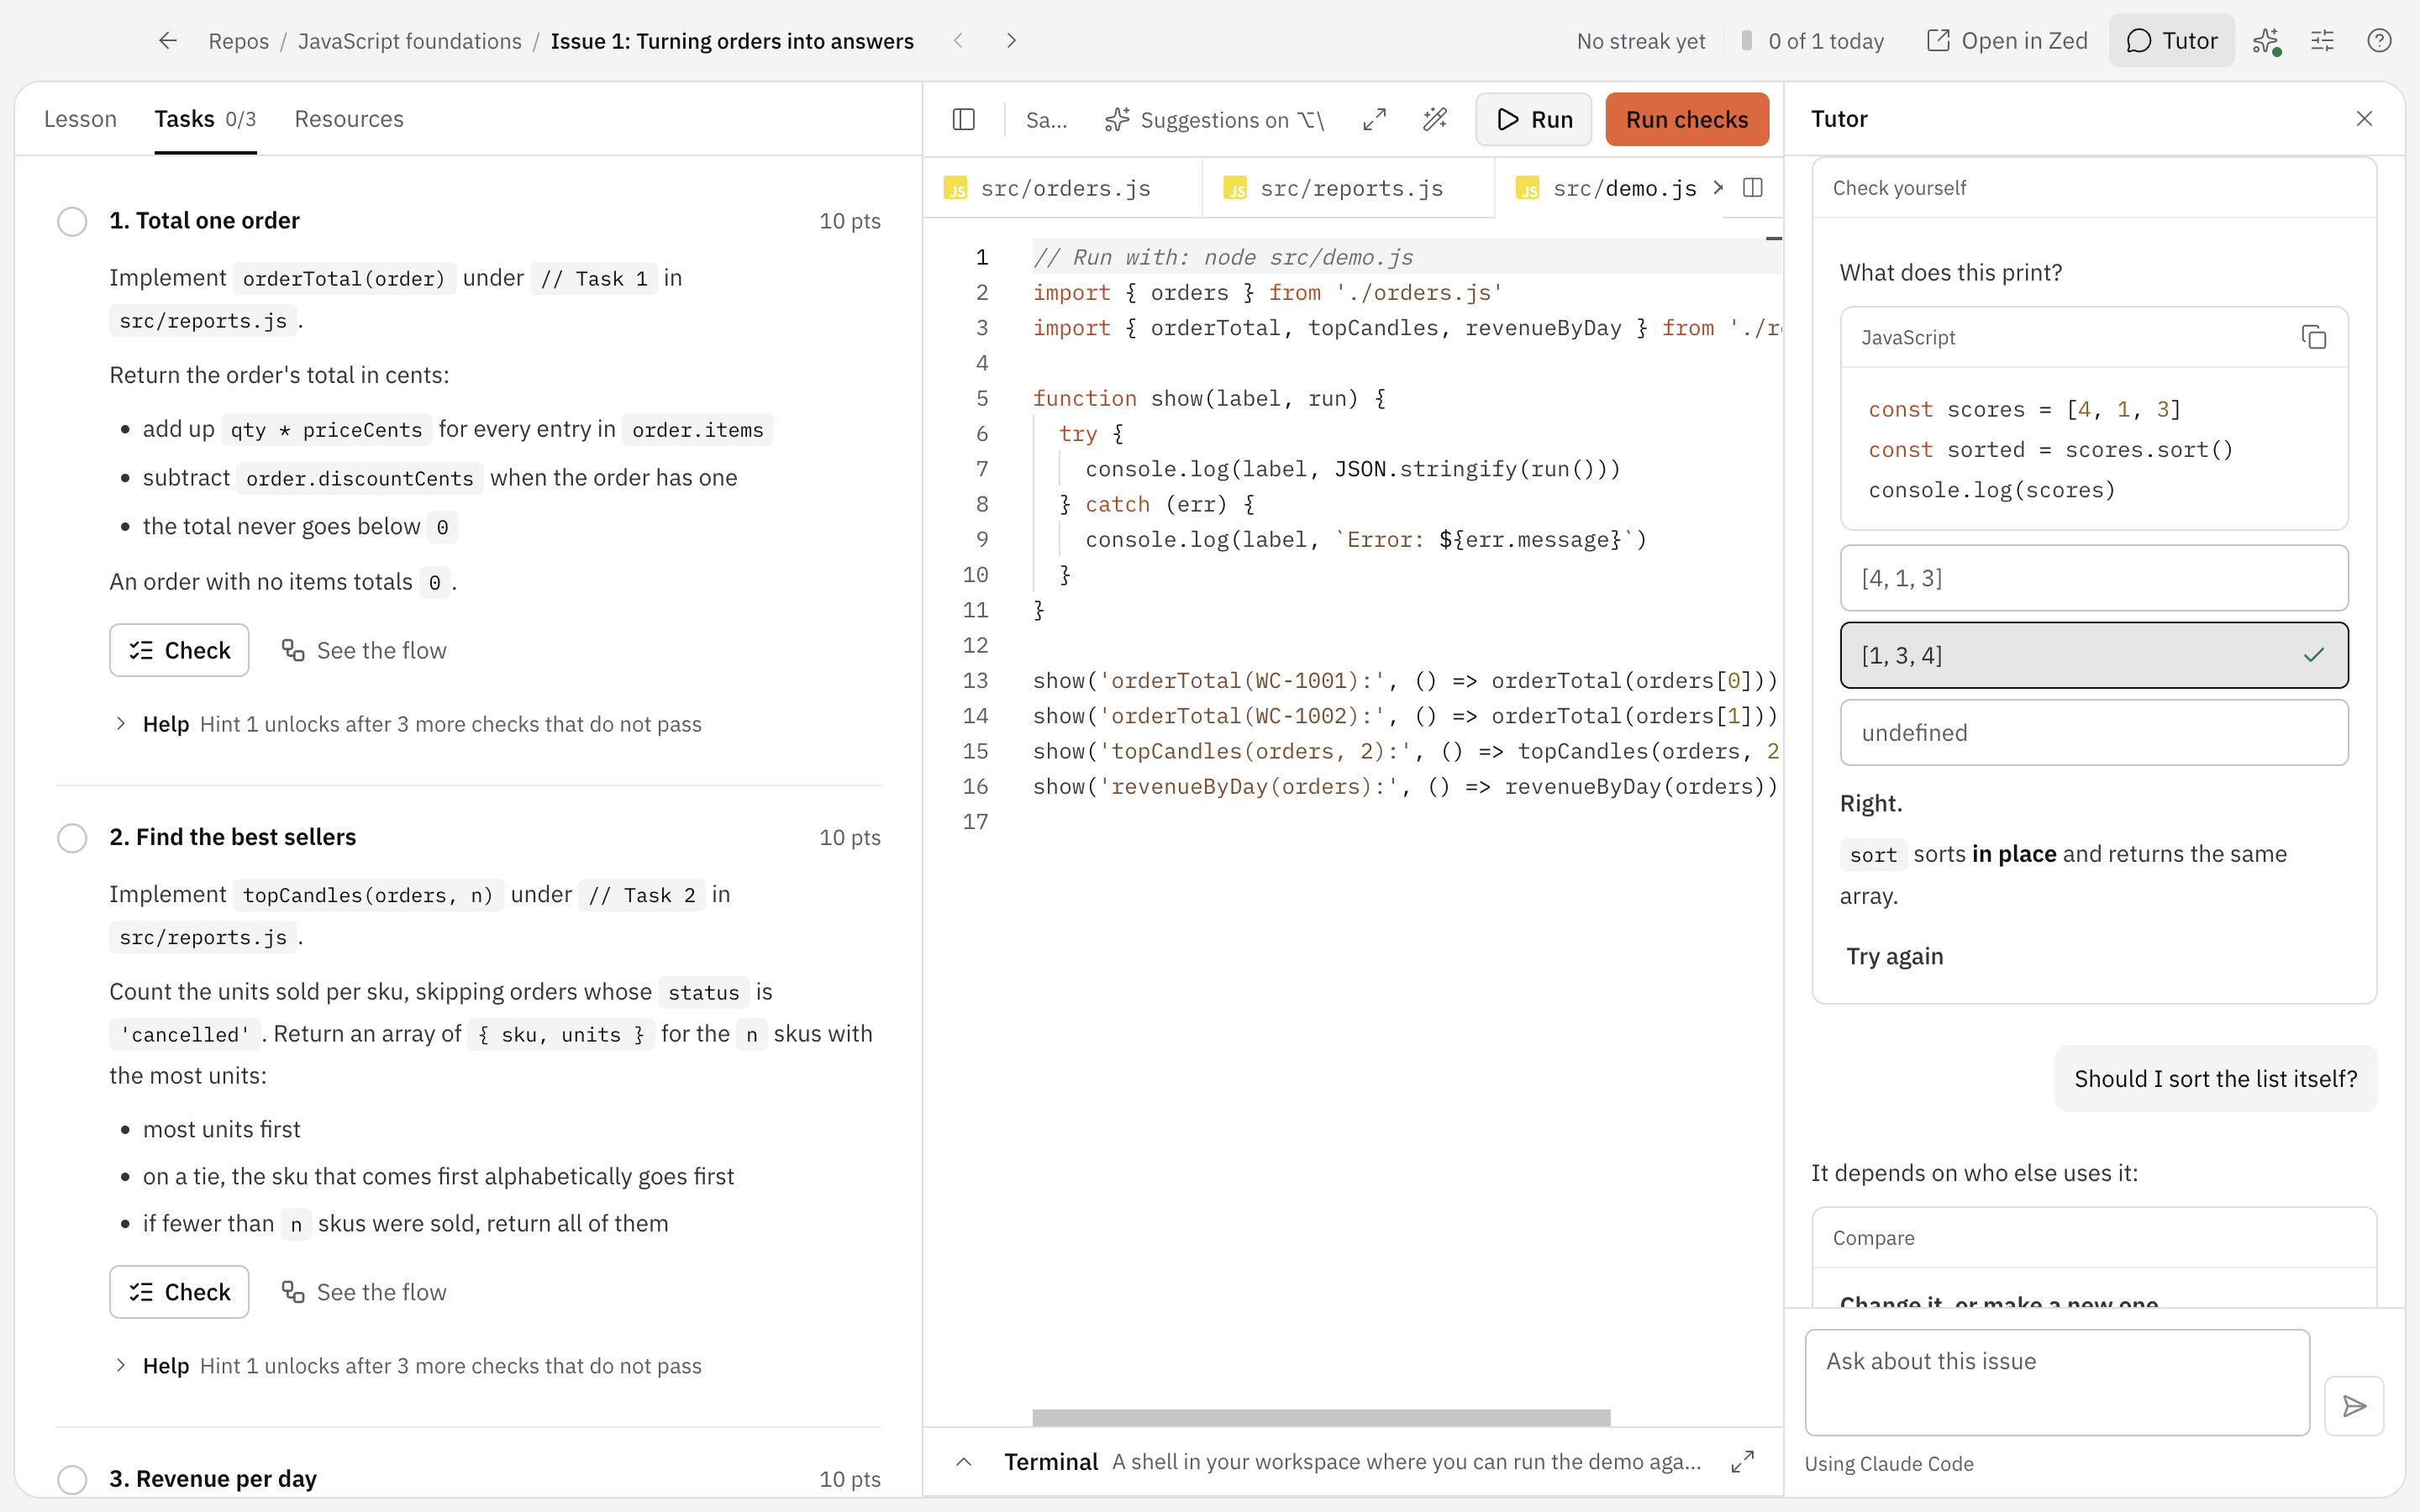 Repos / JavaScript foundations / Issue 1: Turning orders into answers
No streak yet
0 of 1 today
Open in Zed
Tutor
Lesson
Tasks 0/3
Resources
1. Total one order
10 pts
Implement orderTotal(order) under // Task 1 in
src/reports.js .
Return the order's total in cents:
• add up qty * priceCents for every entry in order.items
• subtract order.discountCents when the order has one
• the total never goes below 0
An order with no items totals 0 .
Check
See the flow
Help Hint 1 unlocks after 3 more checks that do not pass
2. Find the best sellers
10 pts
Implement topCandles(orders, n) under // Task 2 in
src/reports.js .
Count the units sold per sku, skipping orders whose status is
'cancelled' . Return an array of { sku, units } for the n skus with
the most units:
• most units first
• on a tie, the sku that comes first alphabetically goes first
• if fewer than n skus were sold, return all of them
Check
See the flow
Help Hint 1 unlocks after 3 more checks that do not pass
3. Revenue per day
10 pts
Sa...
Suggestions on ⌥\
Run
Run checks
JS src/orders.js
JS src/reports.js
JS src/demo.js
1 // Run with: node src/demo.js
2 import { orders } from './orders.js'
3 import { orderTotal, topCandles, revenueByDay } from './r
4
5 function show(label, run) {
6 try {
7 console.log(label, JSON.stringify(run()))
8 } catch (err) {
9 console.log(label, `Error: ${err.message}`)
10 }
11 }
12
13 show('orderTotal(WC-1001):', () => orderTotal(orders[0]))
14 show('orderTotal(WC-1002):', () => orderTotal(orders[1]))
15 show('topCandles(orders, 2):', () => topCandles(orders, 2
16 show('revenueByDay(orders):', () => revenueByDay(orders))
17
Terminal A shell in your workspace where you can run the demo aga...
Tutor
Check yourself
What does this print?
JavaScript
const scores = [4, 1, 3]
const sorted = scores.sort()
console.log(scores)
[4, 1, 3]
[1, 3, 4]
undefined
Right.
sort sorts in place and returns the same
array.
Try again
Should I sort the list itself?
It depends on who else uses it:
Compare
Change it, or make a new one
Ask about this issue
Using Claude Code